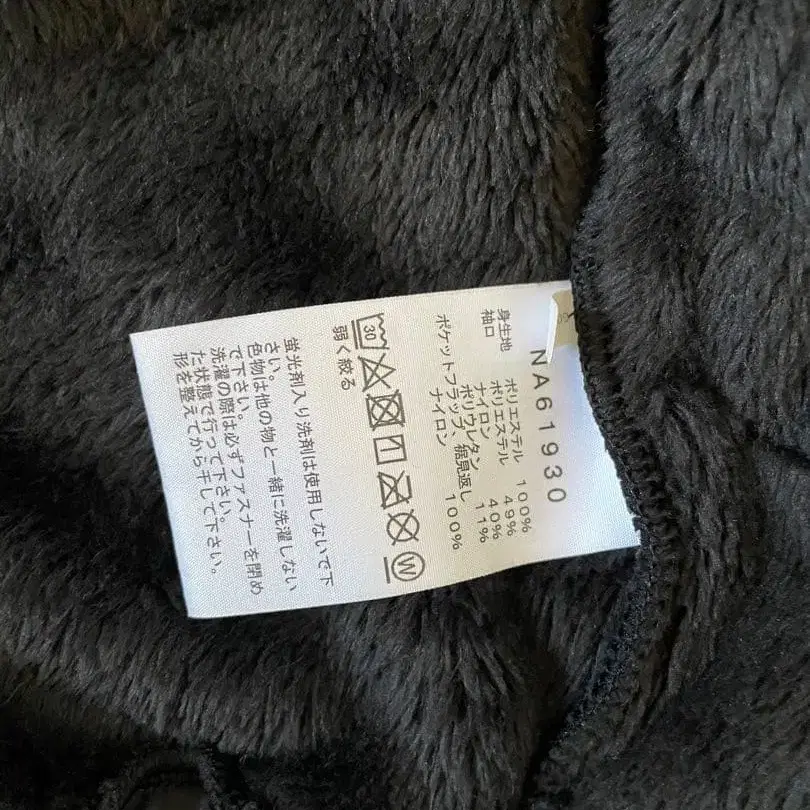 NA61930
身生地 ポリエステル 100%
袖口 ポリエステル 49%
ナイロン 40%
ポリウレタン 11%
ポケットフラップ、裾見返し
ナイロン 100%
30
W
弱く絞る
蛍光剤入り洗剤は使用しないで下
さい。
色物は他の物と一緒に洗濯しない
で下さい。
洗濯の際は必ずファスナーを閉め
た状態で行って下さい。
形を整えてから干して下さい。